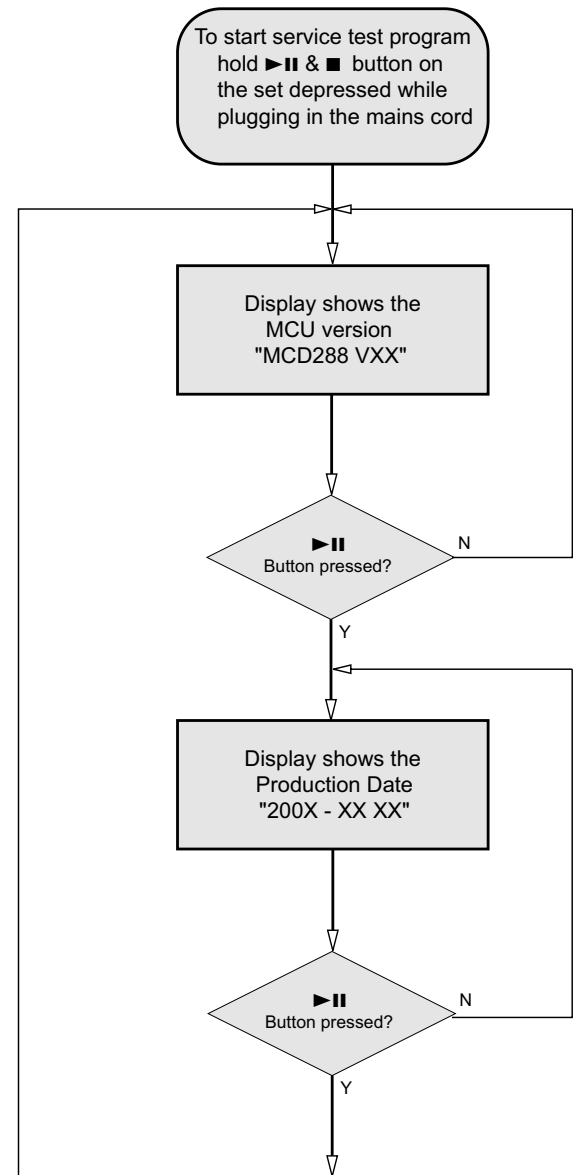 To start service test program
hold ►II & ■ button on
the set depressed while
plugging in the mains cord
Display shows the
MCU version
"MCD288 VXX"
►II
Button pressed?
N
Y
Display shows the
Production Date
"200X - XX XX"
►II
Button pressed?
N
Y